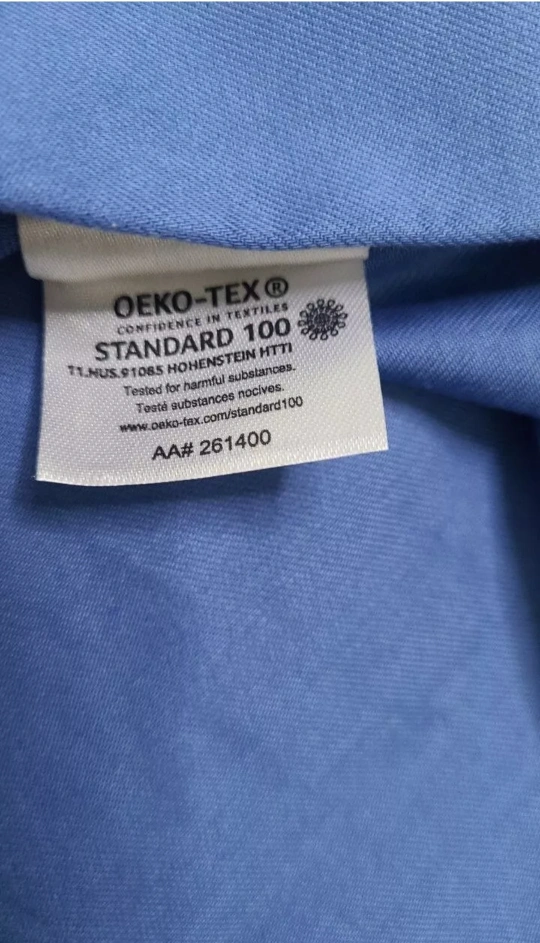 OEKO-TEX®
CONFIDENCE IN TEXTILES
STANDARD 100
11.HUS.91085 HOHENSTEIN HTTI
Tested for harmful substances.
Testé substances nocives.
www.oeko-tex.com/standard100
AA# 261400